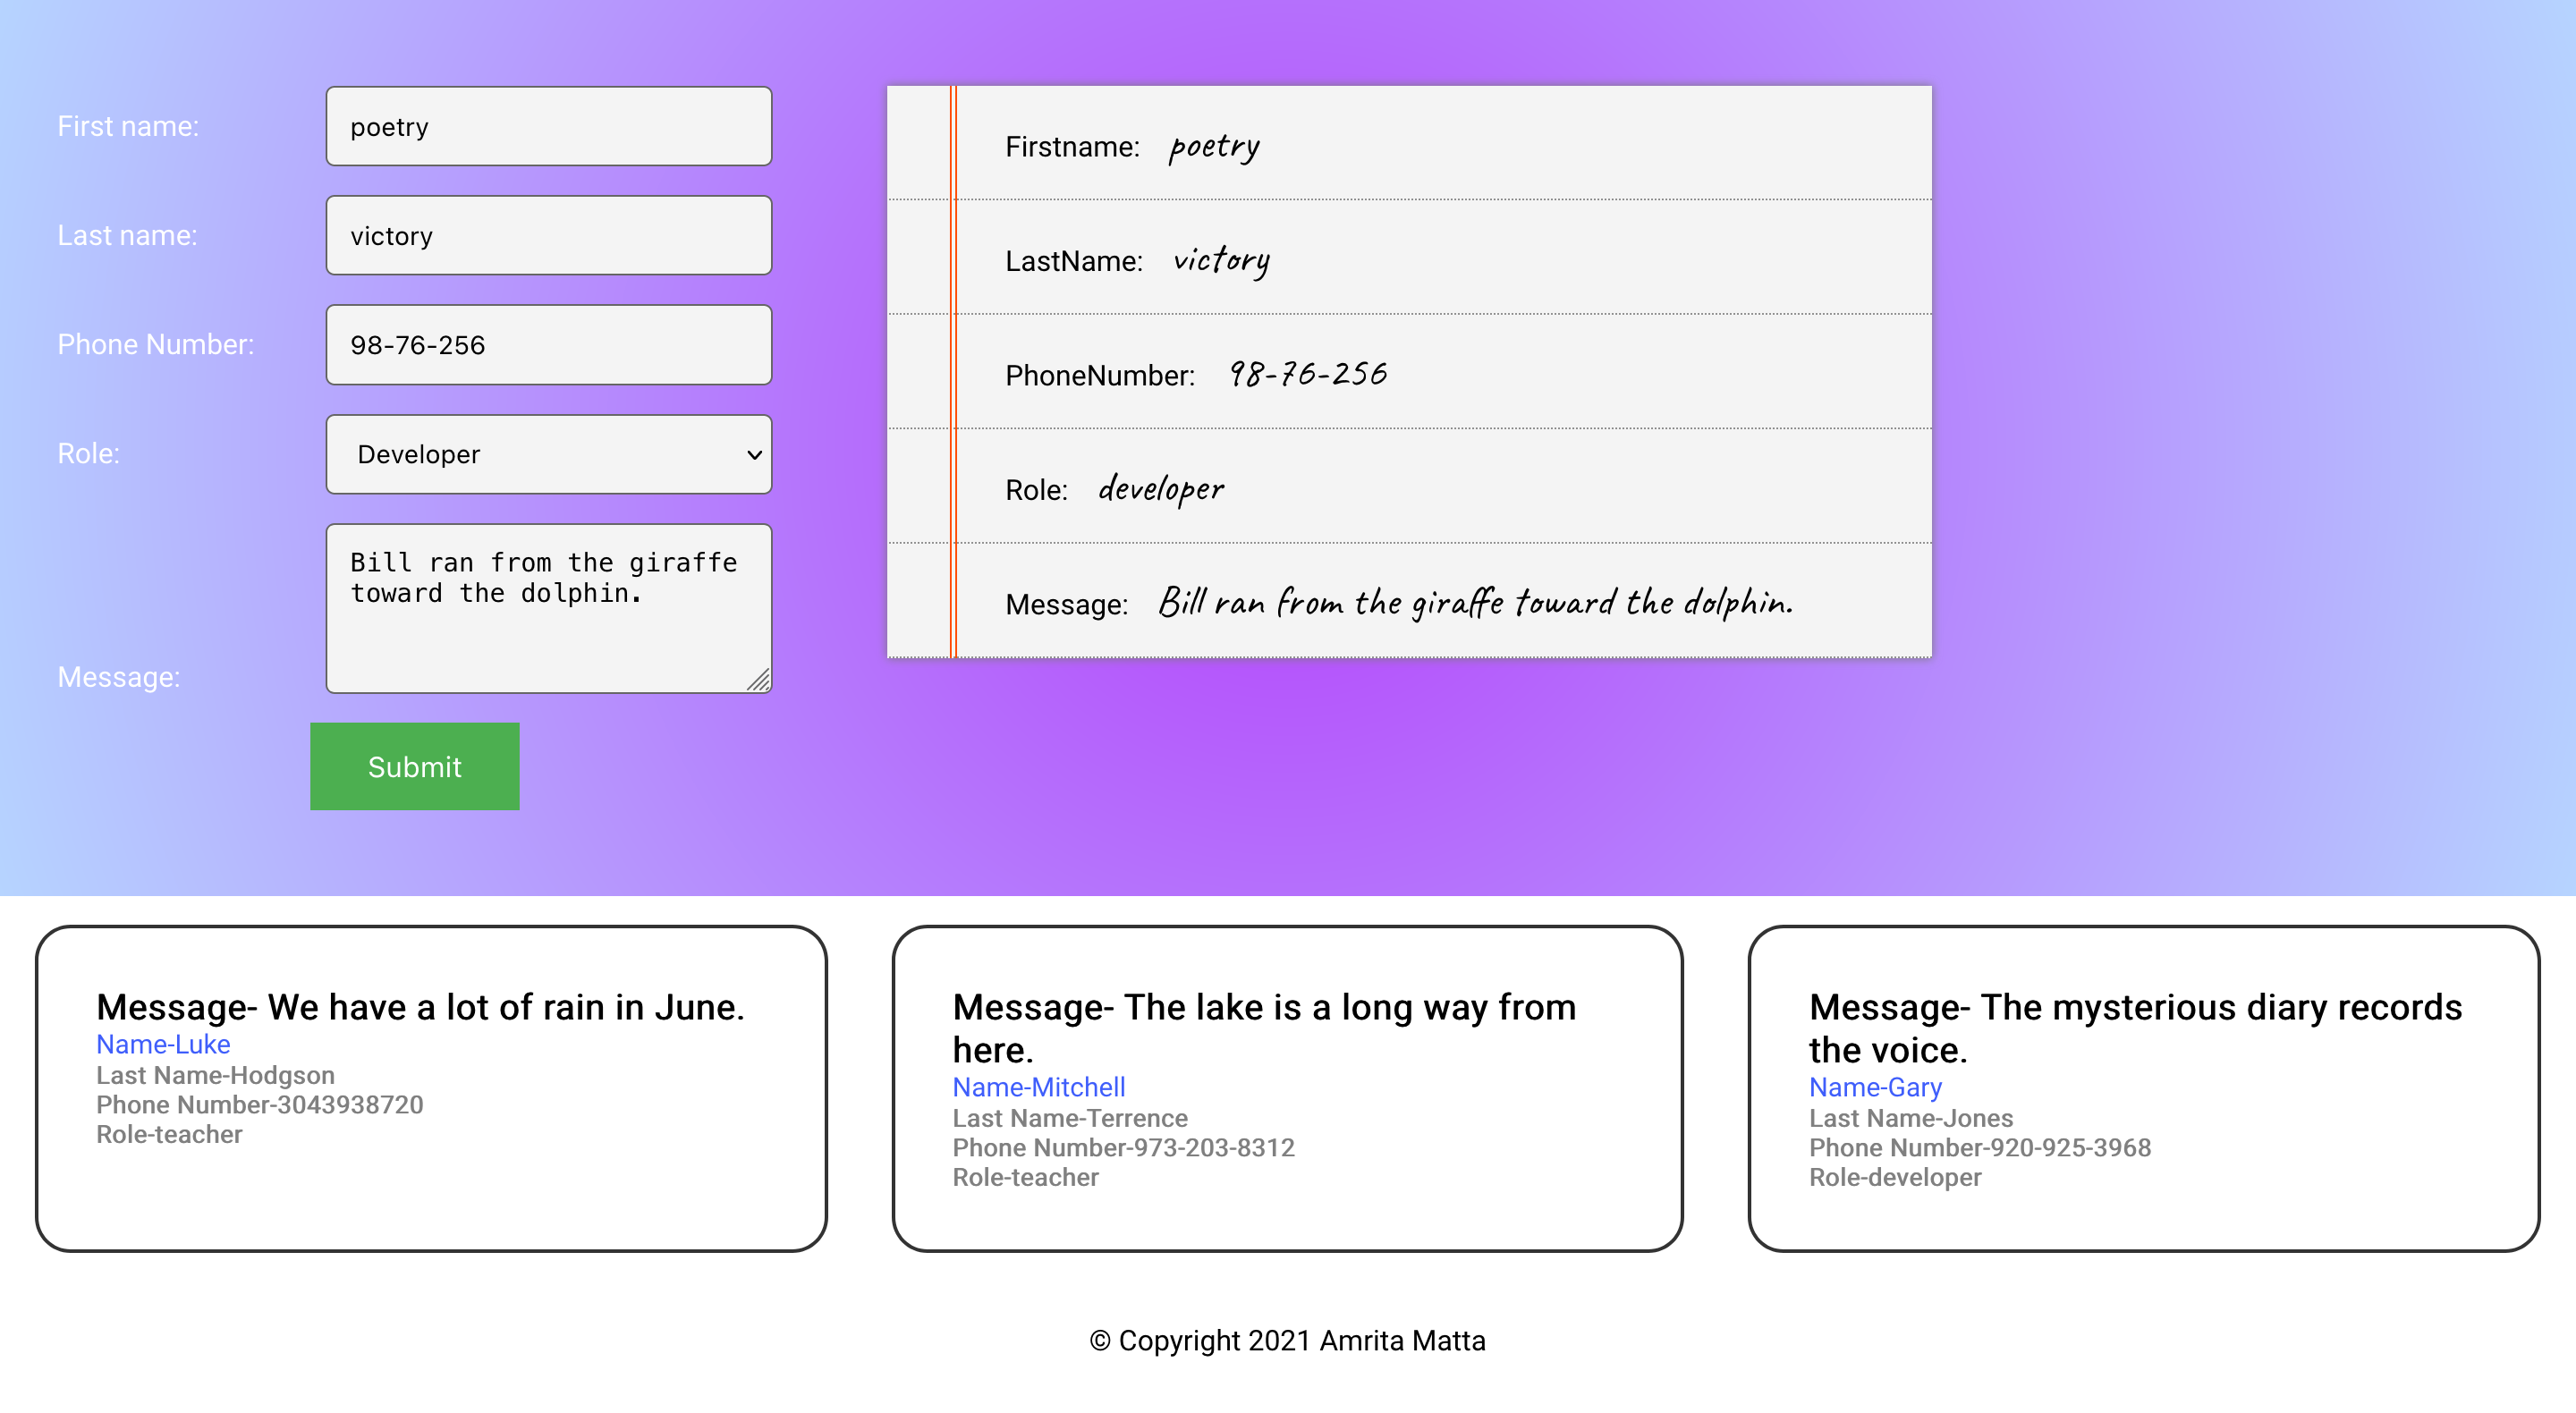 First name:
poetry
Last name:
victory
Phone Number:
98-76-256
Role:
Developer
Message:
Bill ran from the giraffe
toward the dolphin.
Submit
Firstname: poetry
LastName: victory
PhoneNumber: 98-76-256
Role: developer
Message: Bill ran from the giraffe toward the dolphin.
Message- We have a lot of rain in June.
Name-Luke
Last Name-Hodgson
Phone Number-3043938720
Role-teacher
Message- The lake is a long way from
here.
Name-Mitchell
Last Name-Terrence
Phone Number-973-203-8312
Role-teacher
Message- The mysterious diary records
the voice.
Name-Gary
Last Name-Jones
Phone Number-920-925-3968
Role-developer
© Copyright 2021 Amrita Matta